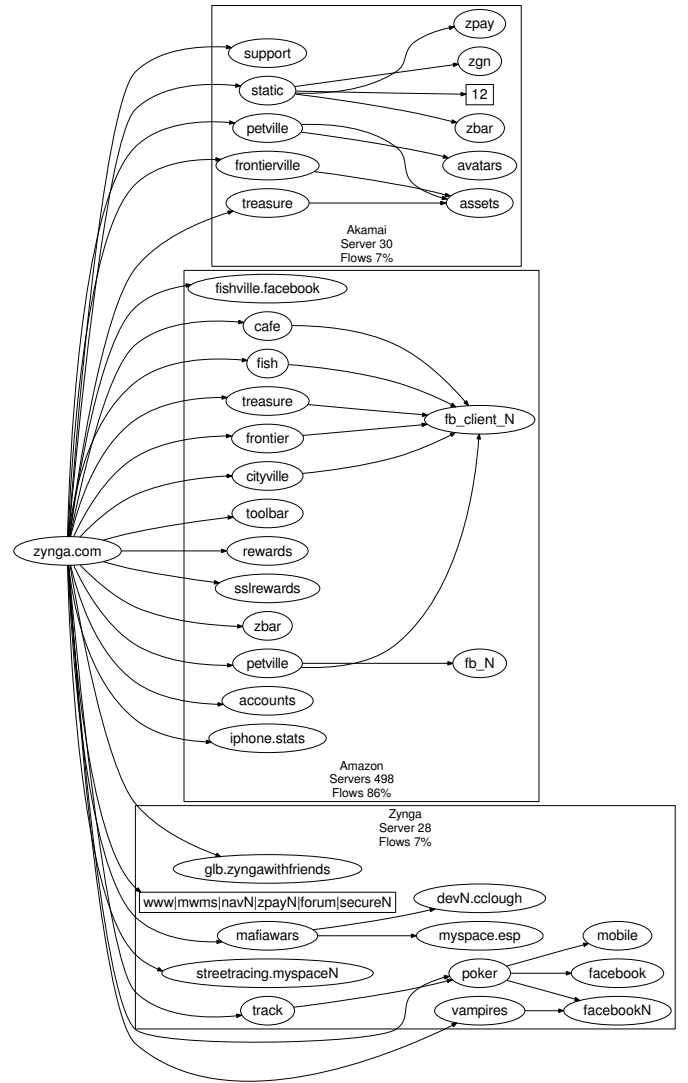 zynga.com
support
static
petville
frontierville
treasure
zpay
zgn
12
zbar
avatars
assets
Akamai
Server 30
Flows 7%
fishville.facebook
cafe
fish
treasure
frontier
cityville
toolbar
rewards
sslrewards
zbar
petville
accounts
iphone.stats
fb_client_N
fb_N
Amazon
Servers 498
Flows 86%
Zynga
Server 28
Flows 7%
glb.zyngawithfriends
www|mwms|navN|zpayN|forum|secureN
mafiawars
streetracing.myspaceN
track
devN.cclough
myspace.esp
poker
vampires
mobile
facebook
facebookN